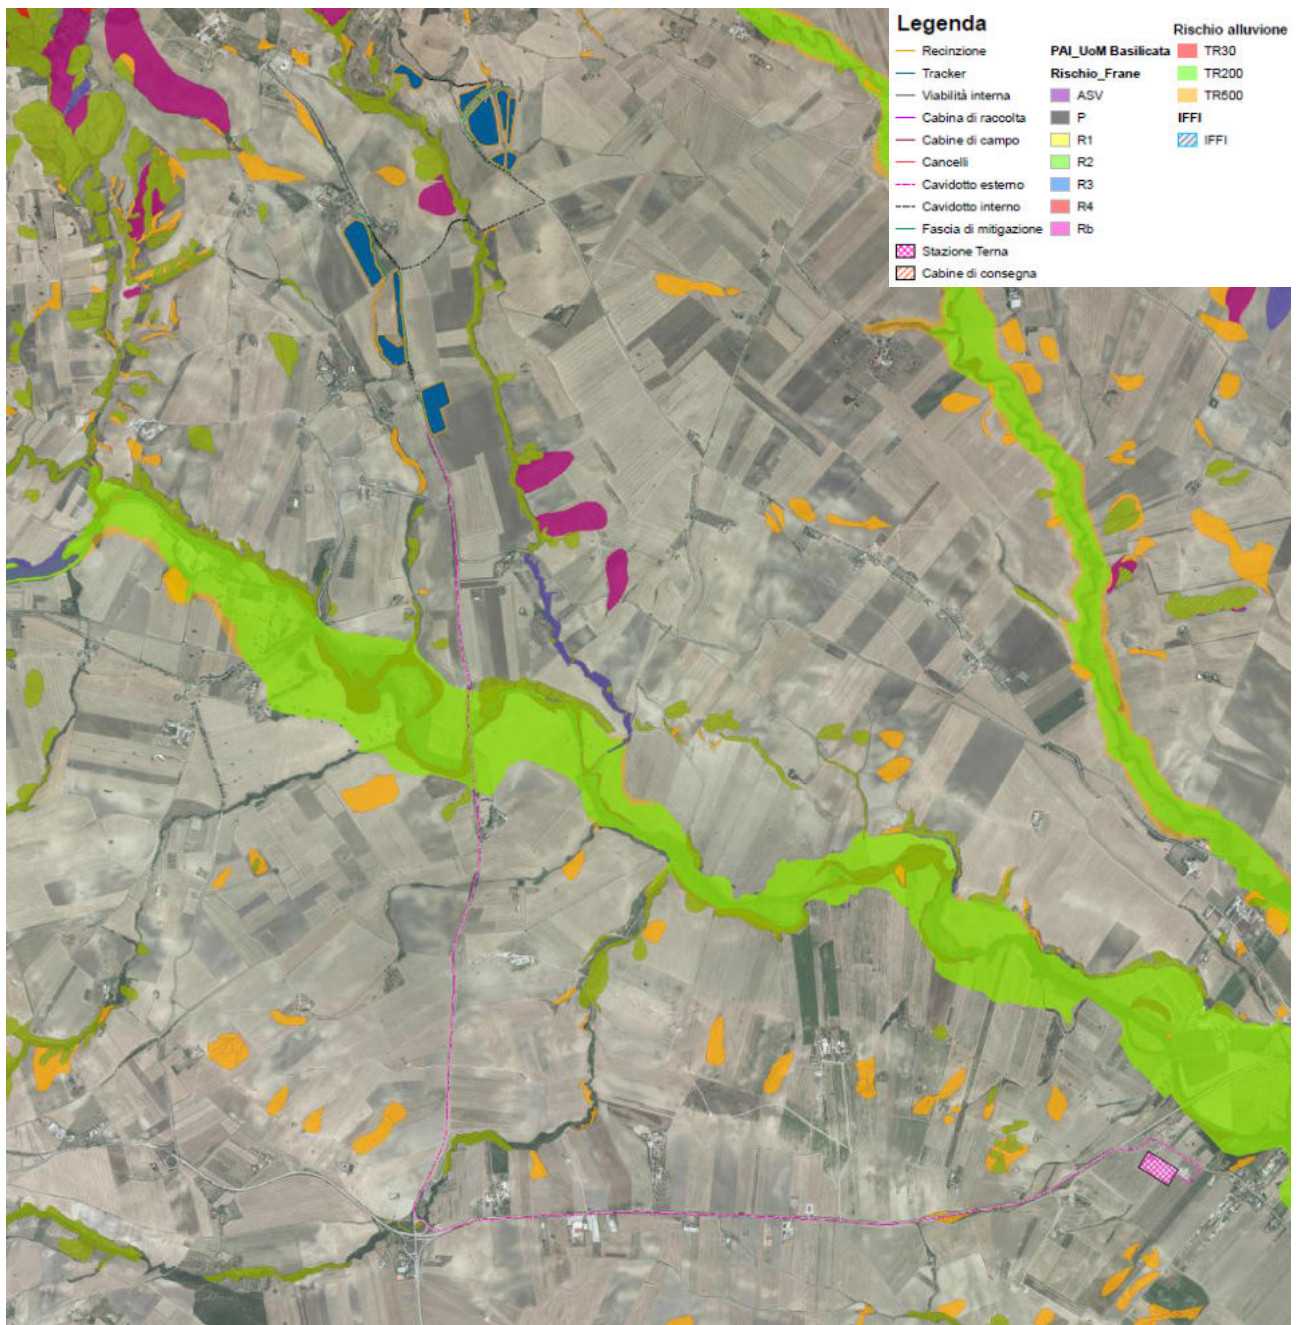 Legenda
Recinzione
Tracker
Viabilità interna
Cabina di raccolta
Cabine di campo
Cancelli
Cavidotto esterno
Cavidotto interno
Fascia di mitigazione
Stazione Terna
Cabine di consegna
PAI_UoM Basilicata
Rischio_Frane
ASV
P
R1
R2
R3
R4
Rb
Rischio alluvione
TR30
TR200
TR500
IFFI
IFFI